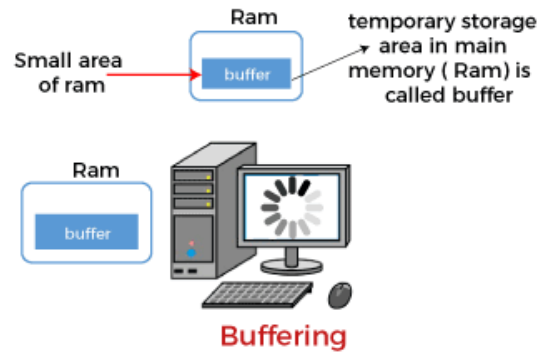 Ram
Small area
of ram
buffer
temporary storage
area in main
memory ( Ram) is
called buffer
Ram
buffer
Buffering